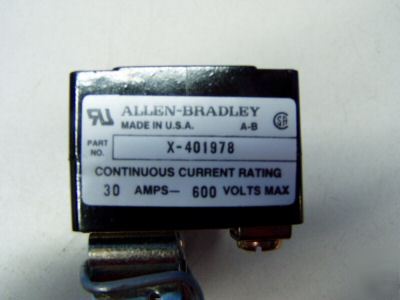 ALLEN-BRADLEY
MADE IN U.S.A. A-B
PART NO. X-401978
CONTINUOUS CURRENT RATING
30 AMPS— 600 VOLTS MAX